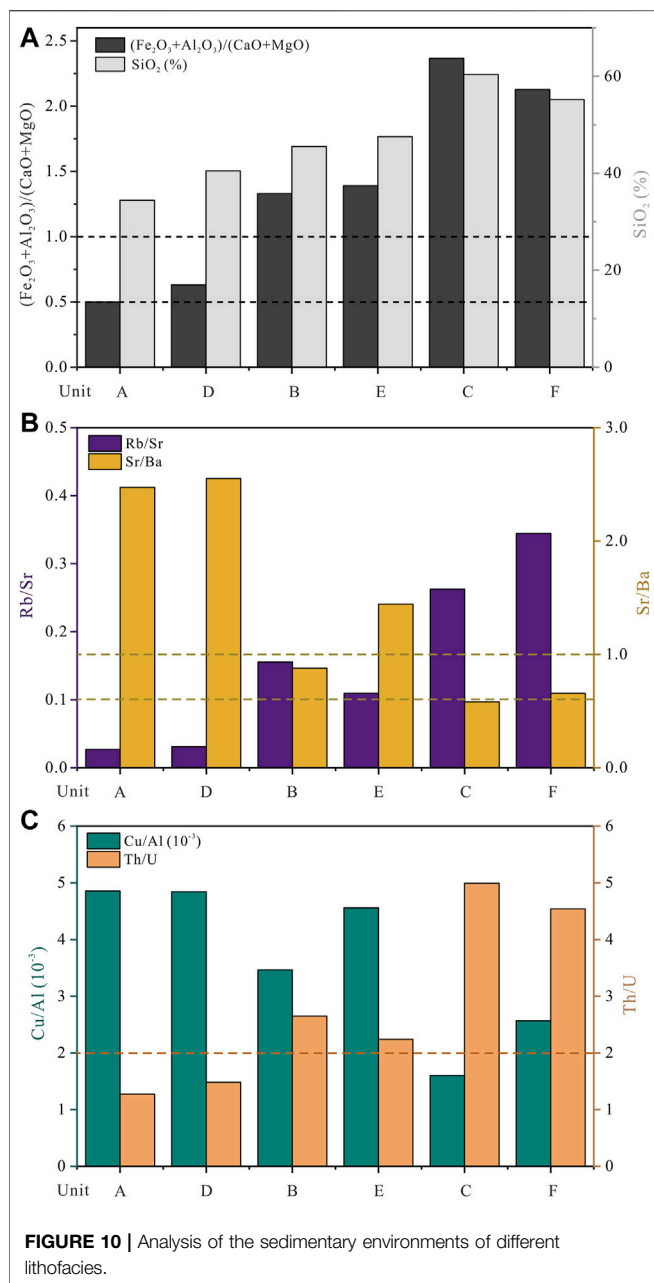 A
(Fe₂O₃+Al₂O₃)/(CaO+MgO)
SiO₂ (%)
2.5
2.0
1.5
1.0
0.5
0.0
(Fe₂O₃+Al₂O₃)/(CaO+MgO)
60
40
20
0
SiO₂ (%)
Unit A D B E C F
B
Rb/Sr
Sr/Ba
0.5
0.4
0.3
0.2
0.1
0.0
Rb/Sr
3.0
2.0
1.0
0.0
Sr/Ba
Unit A D B E C F
C
Cu/Al (10⁻³)
Th/U
6
5
4
3
2
1
0
Cu/Al (10⁻³)
6
5
4
3
2
1
0
Th/U
Unit A D B E C F
FIGURE 10 | Analysis of the sedimentary environments of different
lithofacies.